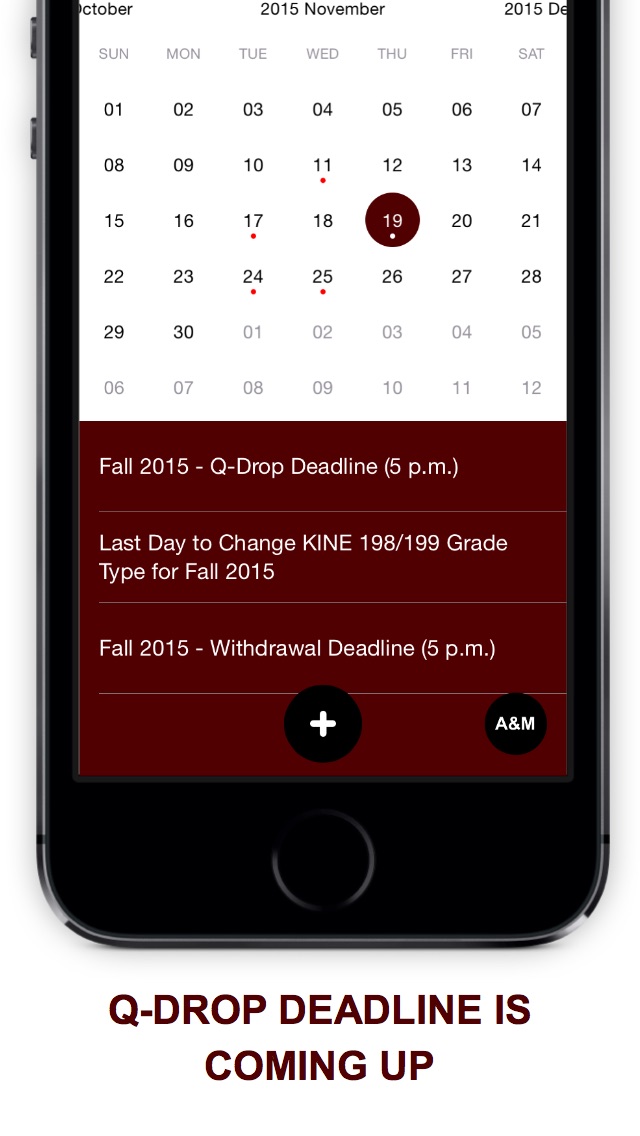 October 2015 November 2015 De
SUN MON TUE WED THU FRI SAT
01 02 03 04 05 06 07
08 09 10 11 12 13 14
15 16 17 18 19 20 21
22 23 24 25 26 27 28
29 30 01 02 03 04 05
06 07 08 09 10 11 12
Fall 2015 - Q-Drop Deadline (5 p.m.)
Last Day to Change KINE 198/199 Grade
Type for Fall 2015
Fall 2015 - Withdrawal Deadline (5 p.m.)
+ A&M
Q-DROP DEADLINE IS
COMING UP